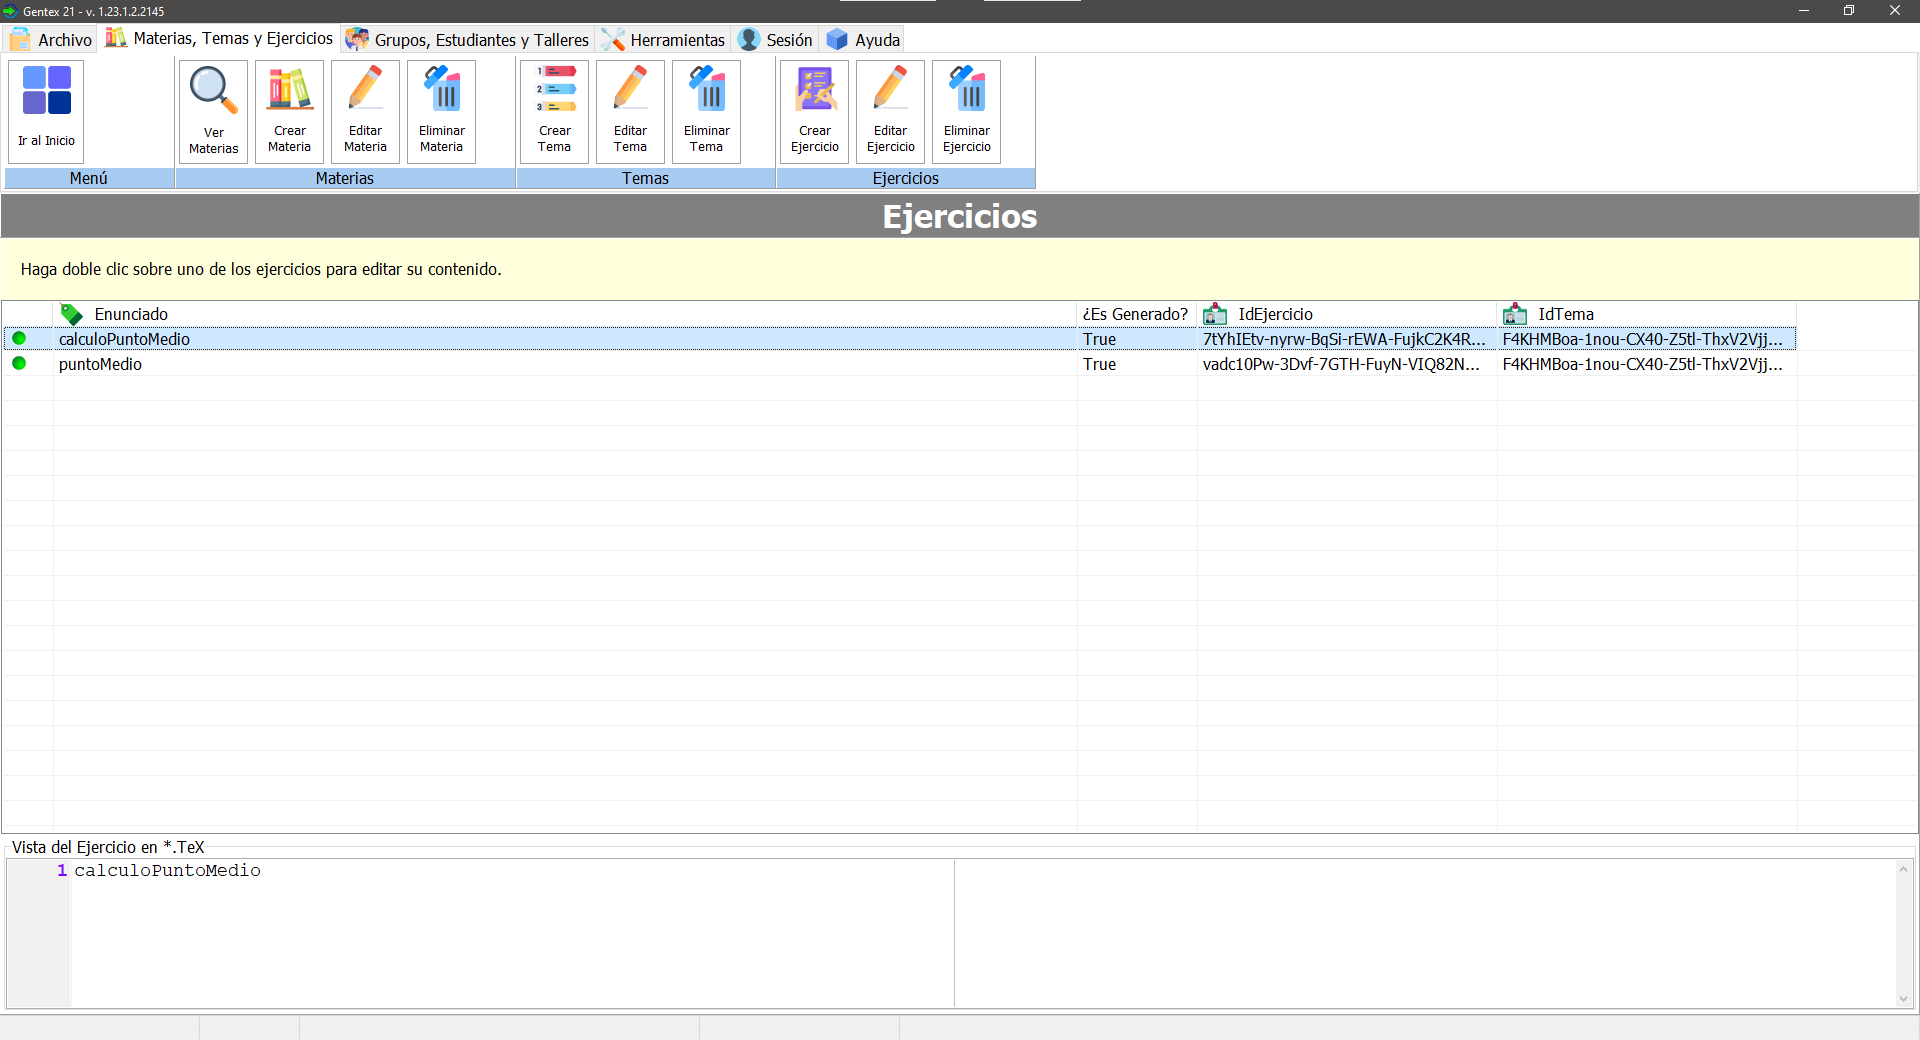 Gentex 21 - v. 1.23.1.2.2145
Archivo
Materias, Temas y Ejercicios
Grupos, Estudiantes y Talleres
Herramientas
Sesión
Ayuda
Ir al Inicio
Ver Materias
Crear Materia
Editar Materia
Eliminar Materia
1
2
3
Crear Tema
Editar Tema
Eliminar Tema
Crear Ejercicio
Editar Ejercicio
Eliminar Ejercicio
Menú
Materias
Temas
Ejercicios
Ejercicios
Haga doble clic sobre uno de los ejercicios para editar su contenido.
Enunciado ¿Es Generado? IdEjercicio IdTema
calculoPuntoMedio True 7tYhIEtv-nyrw-BqSi-rEWA-FujkC2K4R... F4KHMBoa-1nou-CX40-Z5tl-ThxV2Vjj...
puntoMedio True vadc10Pw-3Dvf-7GTH-FuyN-VIQ82N... F4KHMBoa-1nou-CX40-Z5tl-ThxV2Vjj...
Vista del Ejercicio en *.TeX
1 calculoPuntoMedio